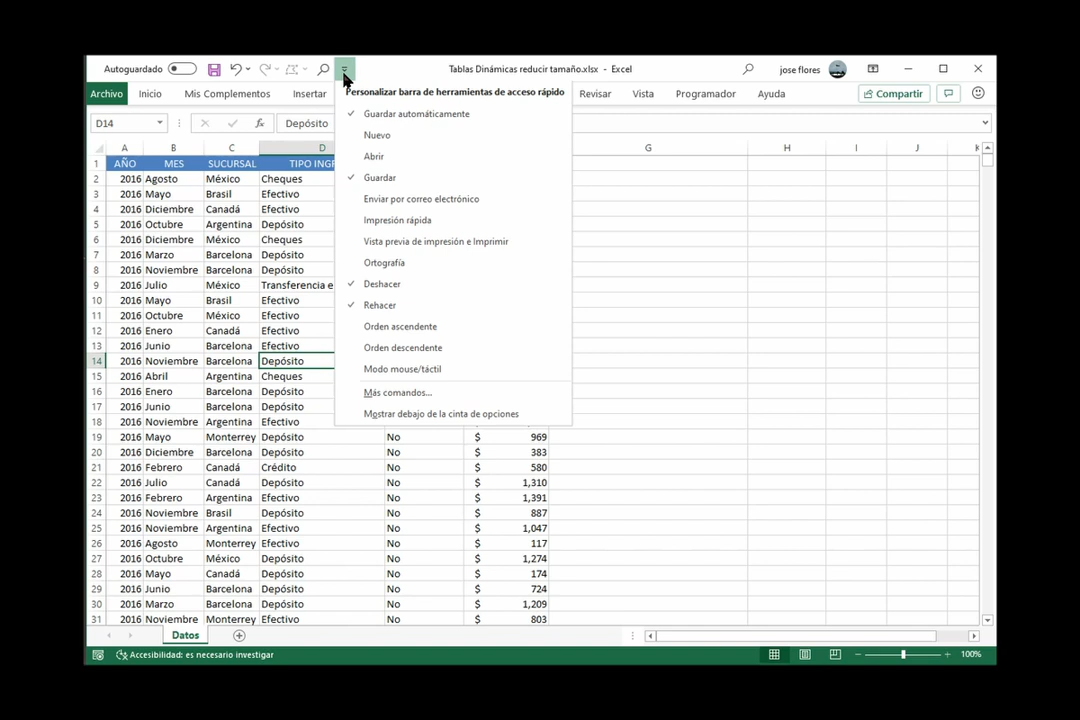 Autoguardado
Tablas Dinámicas reducir tamaño.xlsx - Excel
jose flores
Archivo Inicio Mis Complementos Insertar Revisar Vista Programador Ayuda Compartir
Personalizar barra de herramientas de acceso rápido
Guardar automáticamente
Nuevo
Abrir
Guardar
Enviar por correo electrónico
Impresión rápida
Vista previa de impresión e Imprimir
Ortografía
Deshacer
Rehacer
Orden ascendente
Orden descendente
Modo mouse/táctil
Más comandos...
Mostrar debajo de la cinta de opciones
D14 fx Depósito
A B C D G H I J K
1 AÑO MES SUCURSAL TIPO ING
2 2016 Agosto México Cheques
3 2016 Mayo Brasil Efectivo
4 2016 Diciembre Canadá Efectivo
5 2016 Octubre Argentina Depósito
6 2016 Diciembre México Cheques
7 2016 Marzo Barcelona Depósito
8 2016 Noviembre Barcelona Depósito
9 2016 Julio México Transferencia e
10 2016 Mayo Brasil Efectivo
11 2016 Octubre México Efectivo
12 2016 Enero Canadá Efectivo
13 2016 Junio Barcelona Efectivo
14 2016 Noviembre Barcelona Depósito
15 2016 Abril Argentina Cheques
16 2016 Enero Barcelona Depósito
17 2016 Junio Barcelona Depósito
18 2016 Noviembre Argentina Efectivo
19 2016 Mayo Monterrey Depósito No $ 969
20 2016 Diciembre Barcelona Depósito No $ 383
21 2016 Febrero Canadá Crédito No $ 580
22 2016 Julio Canadá Depósito No $ 1,310
23 2016 Febrero Argentina Efectivo No $ 1,391
24 2016 Noviembre Brasil Depósito No $ 887
25 2016 Noviembre Argentina Efectivo No $ 1,047
26 2016 Agosto Monterrey Efectivo No $ 117
27 2016 Octubre México Depósito No $ 1,274
28 2016 Mayo Canadá Depósito No $ 174
29 2016 Junio Barcelona Depósito No $ 724
30 2016 Marzo Barcelona Depósito No $ 1,209
31 2016 Noviembre Monterrey Efectivo No $ 803
Datos
Accesibilidad: es necesario investigar
100%